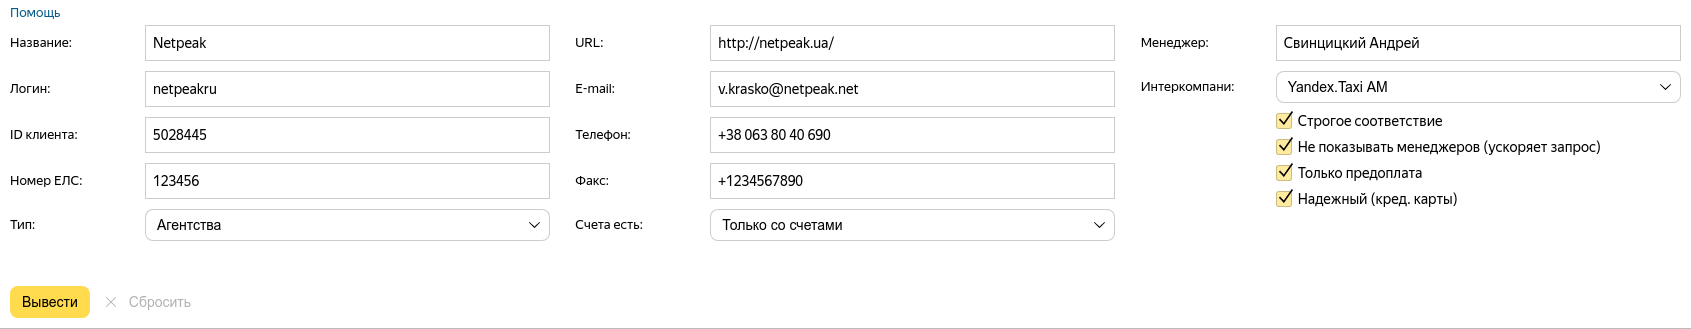 Помощь
Название: Netpeak URL: http://netpeak.ua/ Менеджер: Свинцицкий Андрей
Логин: netpeakru E-mail: v.krasko@netpeak.net Интеркомпани: Yandex.Taxi AM
Строгое соответствие
ID клиента: 5028445 Телефон: +38 063 80 40 690
Не показывать менеджеров (ускоряет запрос)
Только предоплата
Номер ЕЛС: 123456 Факс: +1234567890
Надежный (кред. карты)
Тип: Агентства Счета есть: Только со счетами
Вывести Сбросить